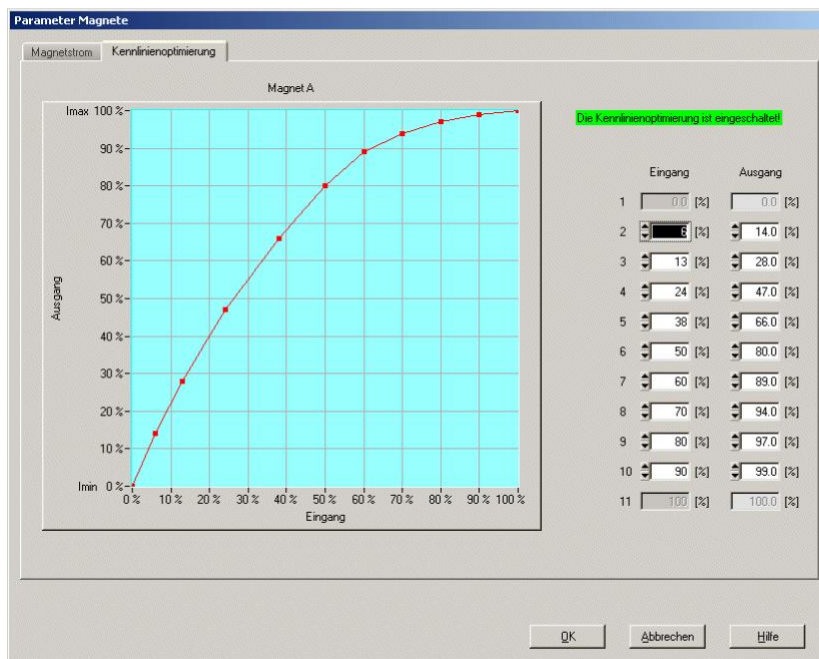 Parameter Magnete
Magnetstrom Kennlinienoptimierung
Magnet A
Die Kennlinienoptimierung ist eingeschaltet!
Imax 100 %
90 %
80 %
70 %
60 %
50 %
40 %
30 %
20 %
10 %
Imin 0 %
Ausgang
0 % 10 % 20 % 30 % 40 % 50 % 60 % 70 % 80 % 90 % 100 %
Eingang
Eingang Ausgang
1 0.0 [%] 0.0 [%]
2 6 [%] 14.0 [%]
3 13 [%] 28.0 [%]
4 24 [%] 47.0 [%]
5 38 [%] 66.0 [%]
6 50 [%] 80.0 [%]
7 60 [%] 89.0 [%]
8 70 [%] 94.0 [%]
9 80 [%] 97.0 [%]
10 90 [%] 99.0 [%]
11 100 [%] 100.0 [%]
OK Abbrechen Hilfe